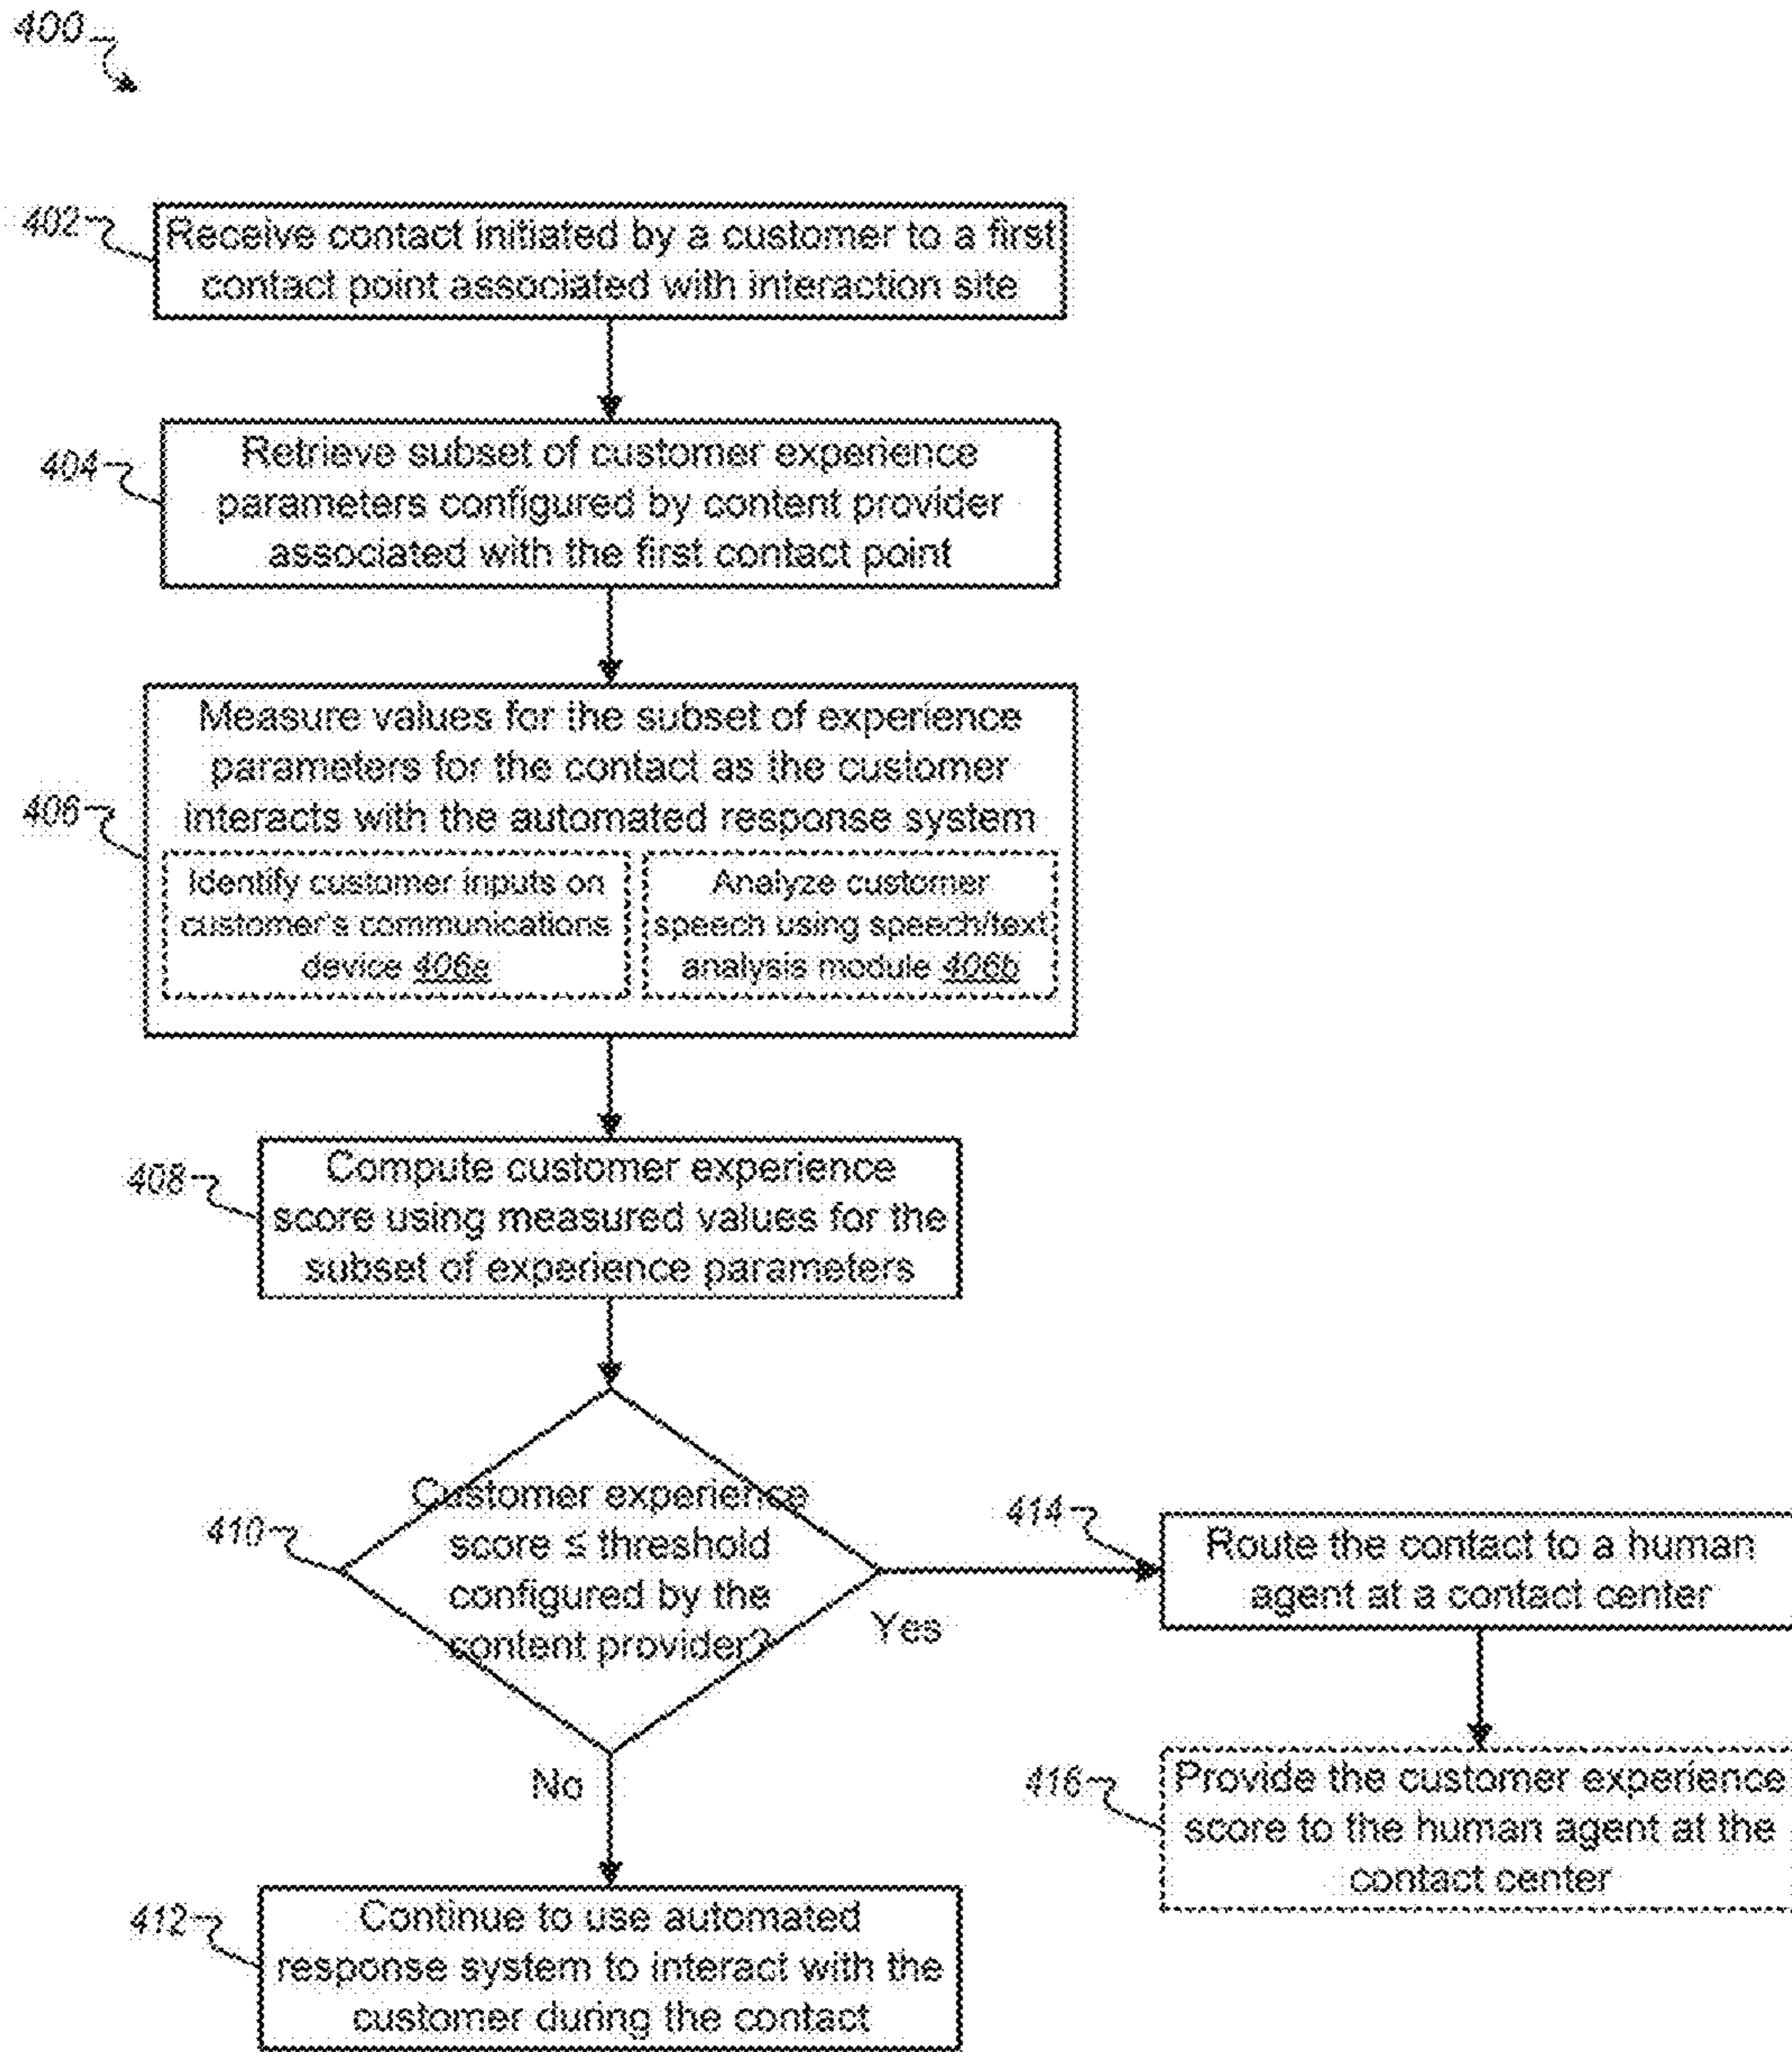 400
402
Receive contact initiated by a customer to a first
contact point associated with interaction site
404
Retrieve subset of customer experience
parameters configured by content provider
associated with the first contact point
406
Measure values for the subset of experience
parameters for the contact as the customer
interacts with the automated response system
Identify customer inputs on
customer's communications
device 406a
Analyze customer
speech using speech/text
analysis module 406b
408
Compute customer experience
score using measured values for the
subset of experience parameters
410
Customer experience
score ≤ threshold
configured by the
content provider?
Yes
No
414
Route the contact to a human
agent at a contact center
416
Provide the customer experience
score to the human agent at the
contact center
412
Continue to use automated
response system to interact with the
customer during the contact